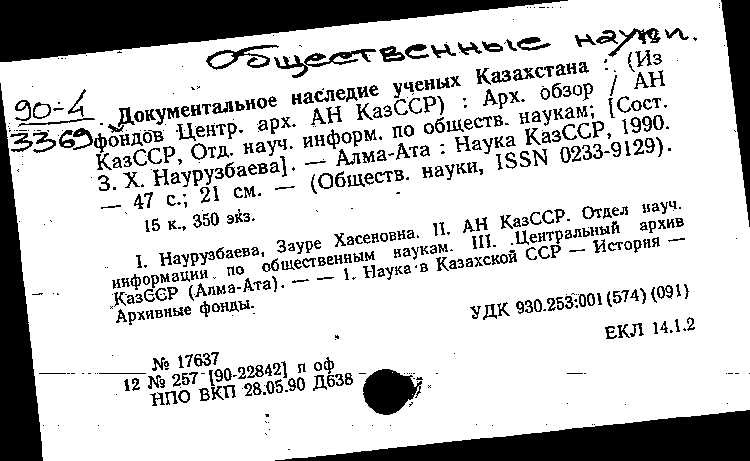 Общественные науки.
90-4
3369
Документальное наследие ученых Казахстана : (Из
фондов Центр. арх. АН КазССР) : Арх. обзор / АН
КазССР, Отд. науч. информ. по обществ. наукам; [Сост.
З. Х. Наурузбаева]. — Алма-Ата : Наука КазССР, 1990.
— 47 с.; 21 см. — (Обществ. науки, ISSN 0233-9129).
15 к., 350 экз.
I. Наурузбаева, Зауре Хасеновна. II. АН КазССР. Отдел науч.
информации по общественным наукам. III. Центральный архив
КазССР (Алма-Ата). — — 1. Наука в Казахской ССР — История —
Архивные фонды.
УДК 930.253:001(574)(091)
ЕКЛ 14.1.2
№ 17637
12 № 257 [90-22842] п оф
НПО ВКП 28.05.90 Д638